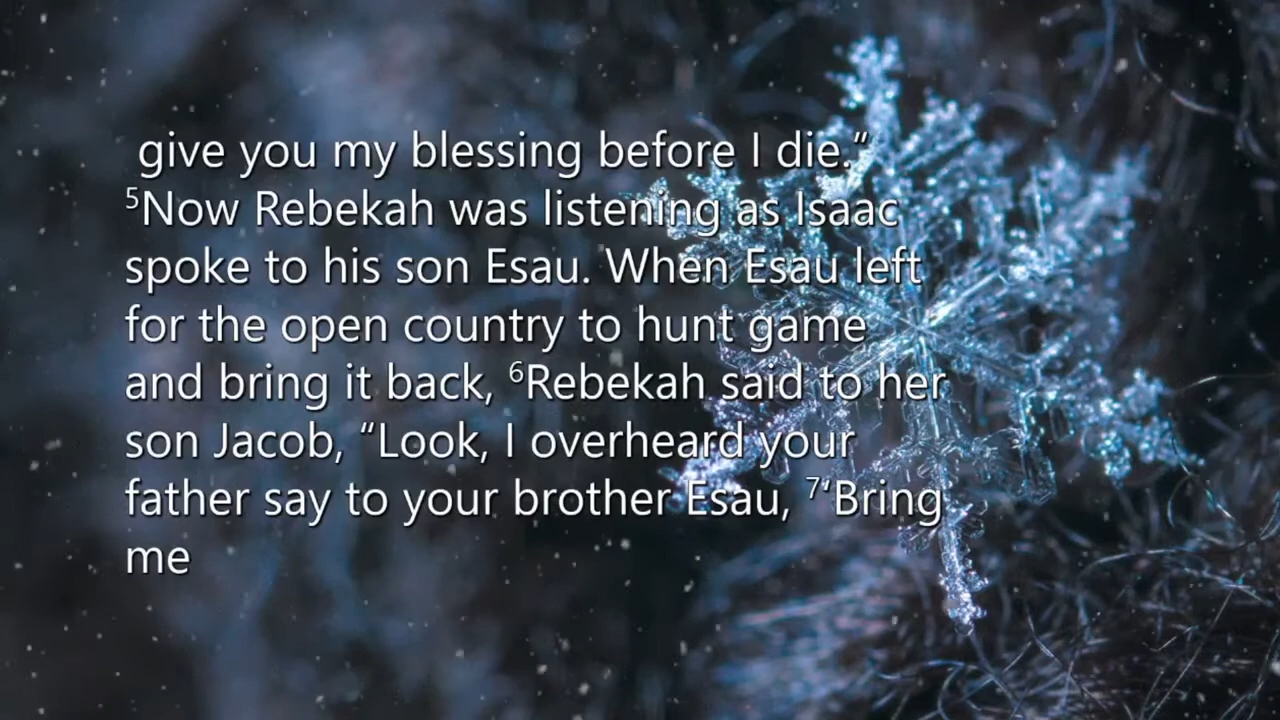 give you my blessing before I die.”
⁵Now Rebekah was listening as Isaac
spoke to his son Esau. When Esau left
for the open country to hunt game
and bring it back, ⁶Rebekah said to her
son Jacob, “Look, I overheard your
father say to your brother Esau, ⁷‘Bring
me